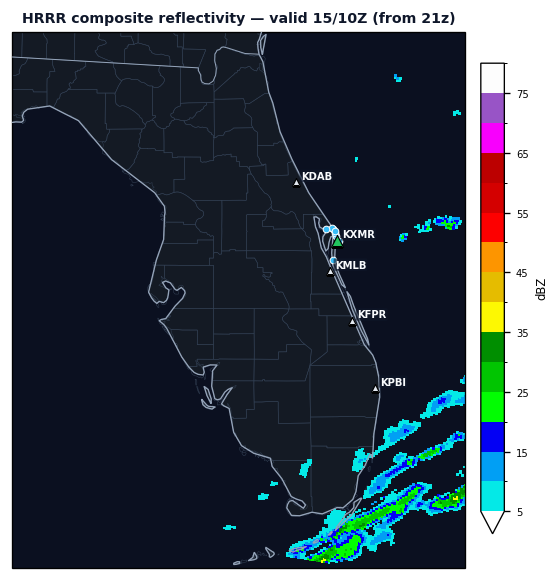 HRRR composite reflectivity — valid 15/10Z (from 21z)
KDAB
KXMR
KMLB
KFPR
KPBI
75
65
55
45
35
25
15
5
dBZ